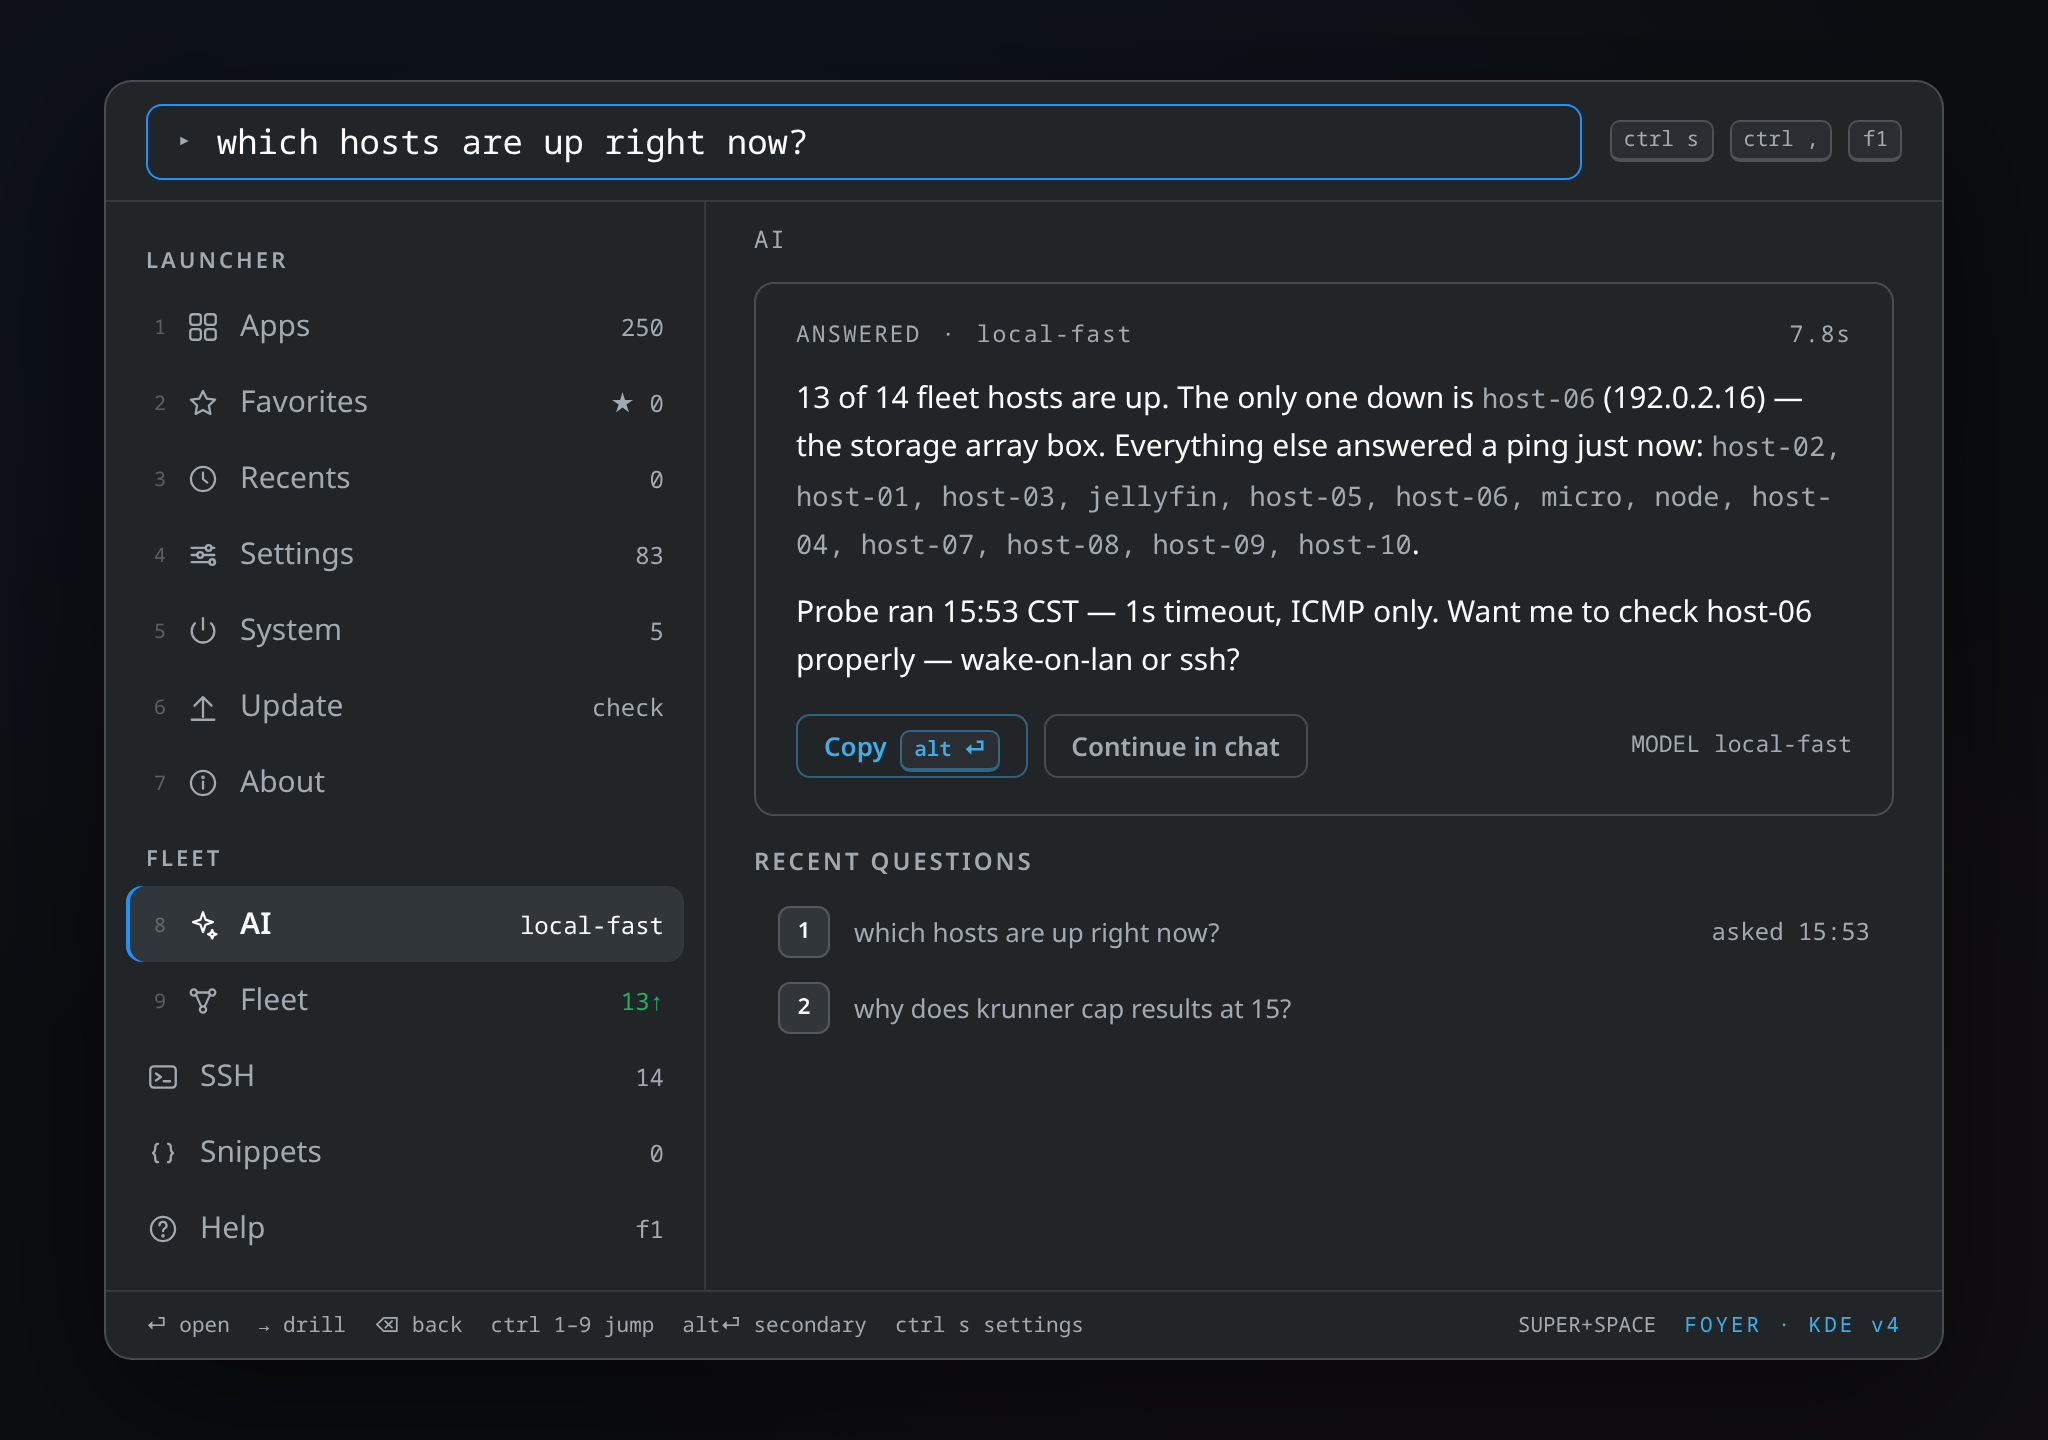 ▸ which hosts are up right now?
ctrl s
ctrl ,
f1
LAUNCHER
1 Apps 250
2 Favorites ★ 0
3 Recents 0
4 Settings 83
5 System 5
6 Update check
7 About
FLEET
8 AI local-fast
9 Fleet 13↑
SSH 14
Snippets 0
Help f1
AI
ANSWERED · local-fast 7.8s
13 of 14 fleet hosts are up. The only one down is host-06 (192.0.2.16) —
the storage array box. Everything else answered a ping just now: host-02,
host-01, host-03, jellyfin, host-05, host-06, micro, node, host-
04, host-07, host-08, host-09, host-10.
Probe ran 15:53 CST — 1s timeout, ICMP only. Want me to check host-06
properly — wake-on-lan or ssh?
Copy alt ⏎
Continue in chat
MODEL local-fast
RECENT QUESTIONS
1 which hosts are up right now? asked 15:53
2 why does krunner cap results at 15?
⏎ open → drill ⌫ back ctrl 1–9 jump alt⏎ secondary ctrl s settings
SUPER+SPACE FOYER · KDE v4